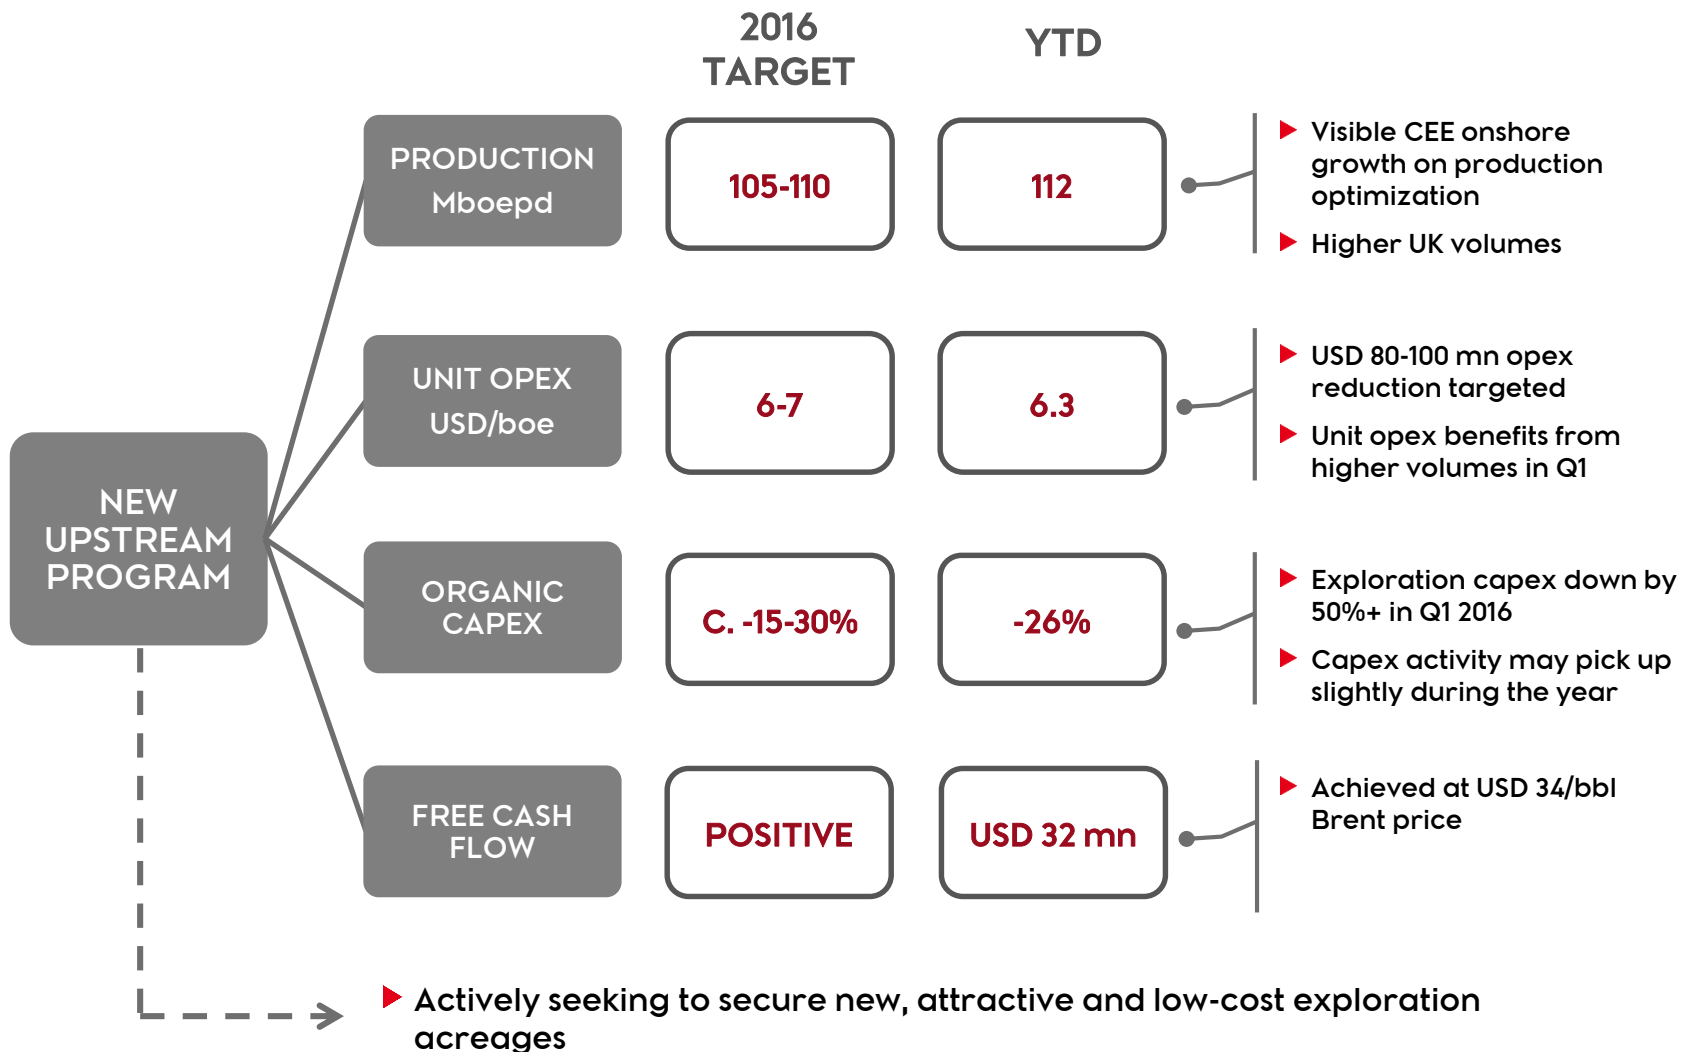 2016
TARGET
YTD
PRODUCTION
Mboepd
105-110
112
Visible CEE onshore
growth on production
optimization
Higher UK volumes
UNIT OPEX
USD/boe
6-7
6.3
USD 80-100 mn opex
reduction targeted
Unit opex benefits from
higher volumes in Q1
NEW
UPSTREAM
PROGRAM
ORGANIC
CAPEX
C. -15-30%
-26%
Exploration capex down by
50%+ in Q1 2016
Capex activity may pick up
slightly during the year
FREE CASH
FLOW
POSITIVE
USD 32 mn
Achieved at USD 34/bbl
Brent price
Actively seeking to secure new, attractive and low-cost exploration
acreages